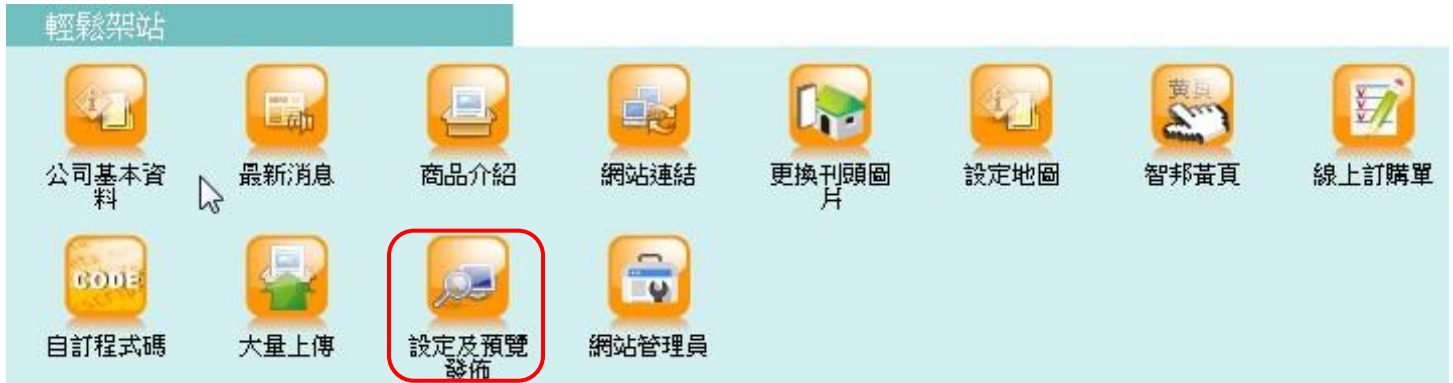 輕鬆架站
公司基本資料
最新消息
商品介紹
網站連結
更換刊頭圖片
設定地圖
黃頁
智邦黃頁
線上訂購單
CODE
自訂程式碼
大量上傳
設定及預覽發佈
網站管理員